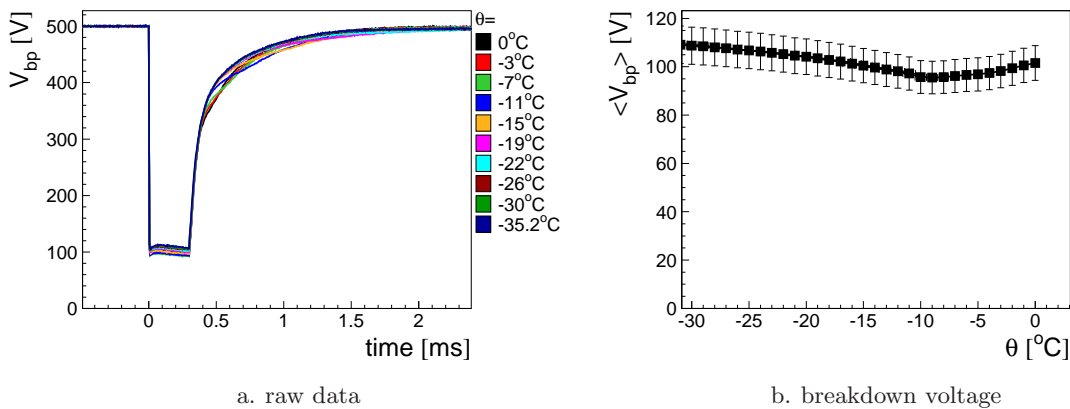 V_bp [V]
500
400
300
200
100
0
0
0.5
1
1.5
2
time [ms]
θ=
0°C
-3°C
-7°C
-11°C
-15°C
-19°C
-22°C
-26°C
-30°C
-35.2°C
a. raw data
<V_bp> [V]
120
100
80
60
40
20
0
-30
-25
-20
-15
-10
-5
0
θ [°C]
b. breakdown voltage